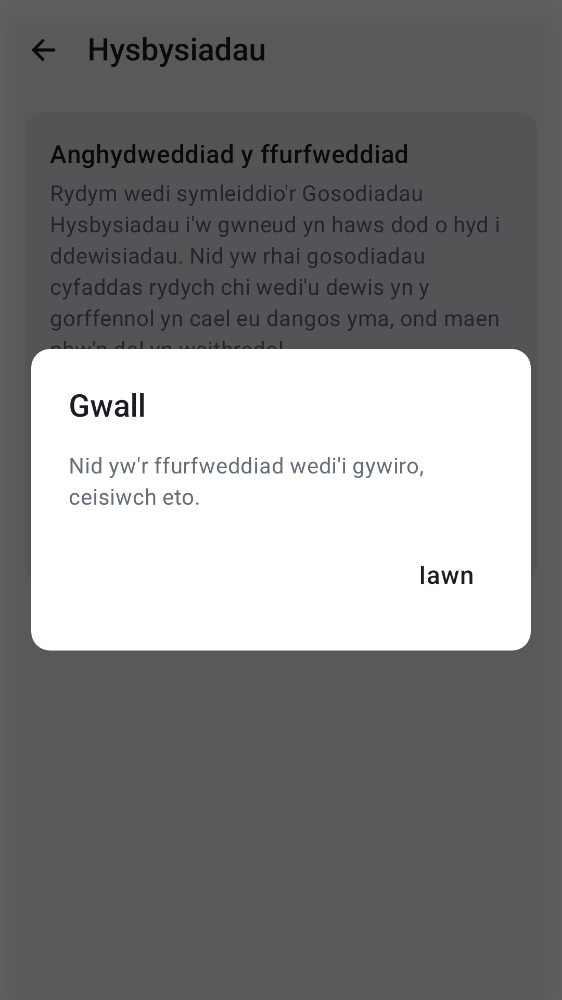 Hysbysiadau
Anghydweddiad y ffurfweddiad
Rydym wedi symleiddio'r Gosodiadau
Hysbysiadau i'w gwneud yn haws dod o hyd i
ddewisiadau. Nid yw rhai gosodiadau
cyfaddas rydych chi wedi'u dewis yn y
gorffennol yn cael eu dangos yma, ond maen
Gwall
Nid yw'r ffurfweddiad wedi'i gywiro,
ceisiwch eto.
Iawn